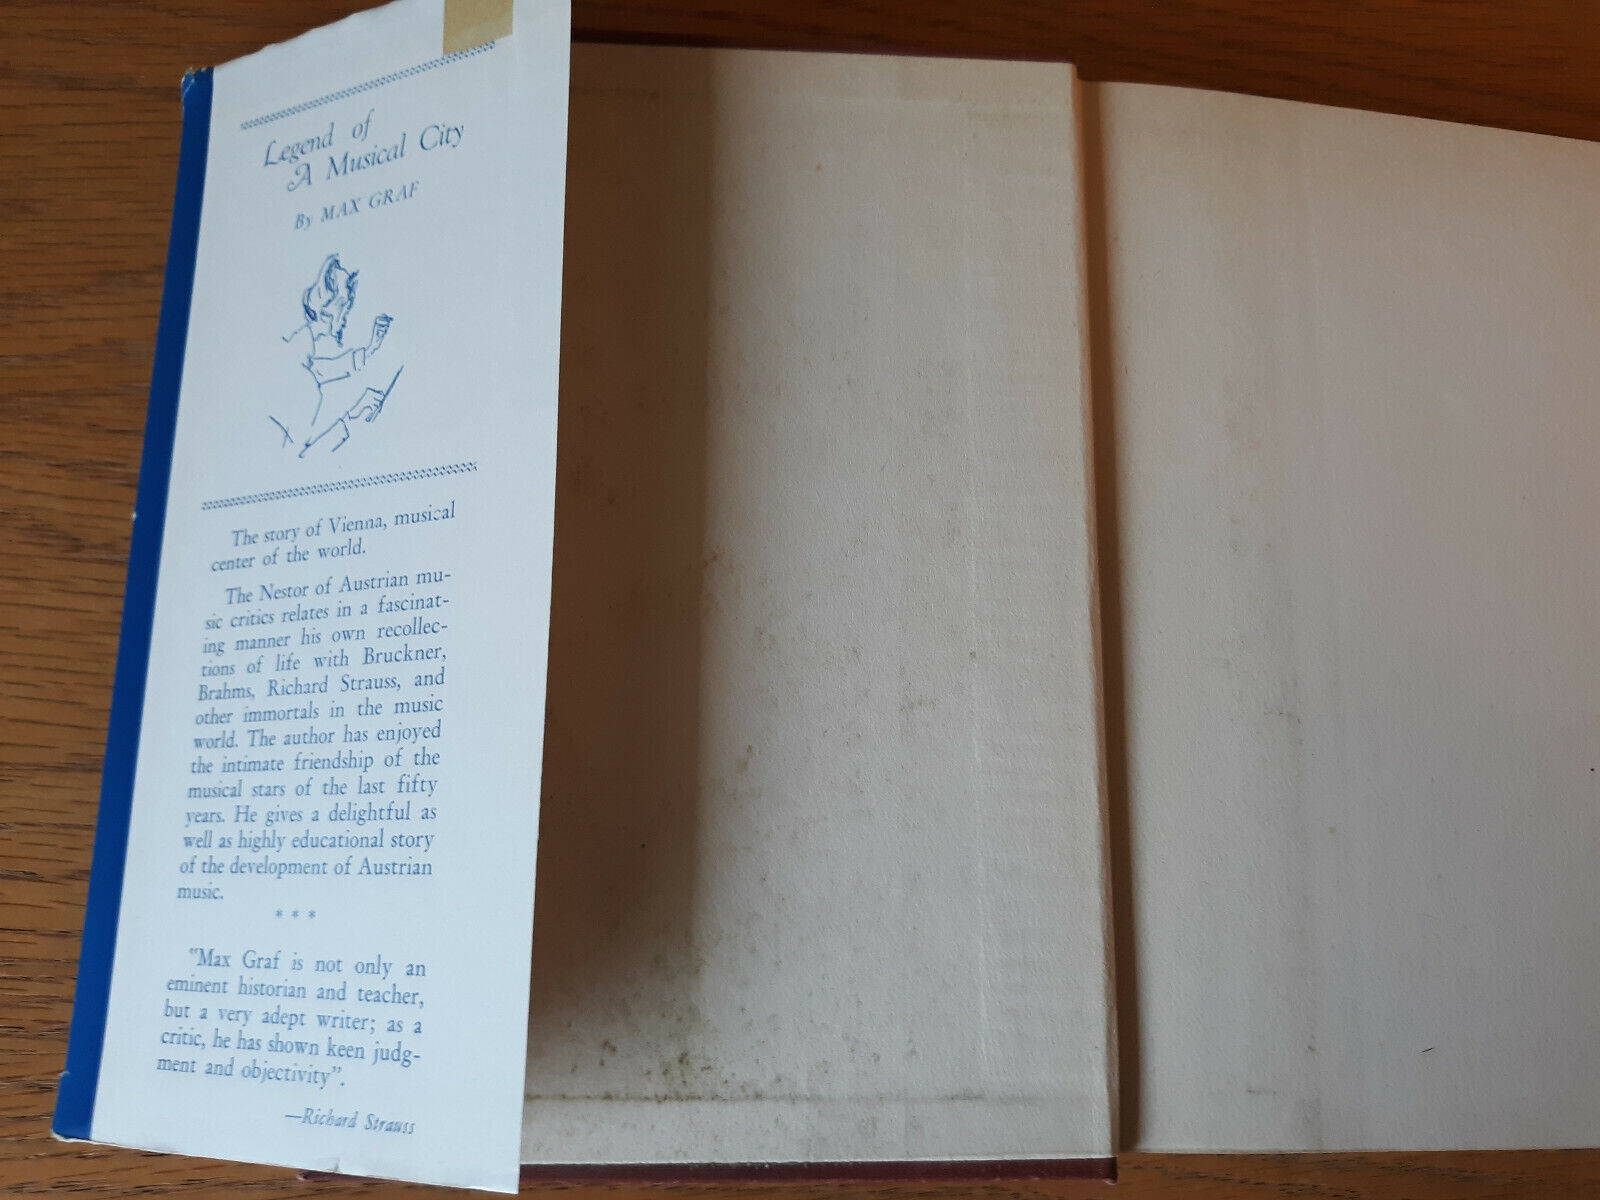 Legend of
A Musical City
By MAX GRAF
The story of Vienna, musical
center of the world.
The Nestor of Austrian mu-
sic critics relates in a fascinat-
ing manner his own recollec-
tions of life with Bruckner,
Brahms, Richard Strauss, and
other immortals in the music
world. The author has enjoyed
the intimate friendship of the
musical stars of the last fifty
years. He gives a delightful as
well as highly educational story
of the development of Austrian
music.
* * *
"Max Graf is not only an
eminent historian and teacher,
but a very adept writer; as a
critic, he has shown keen judg-
ment and objectivity".
—Richard Strauss